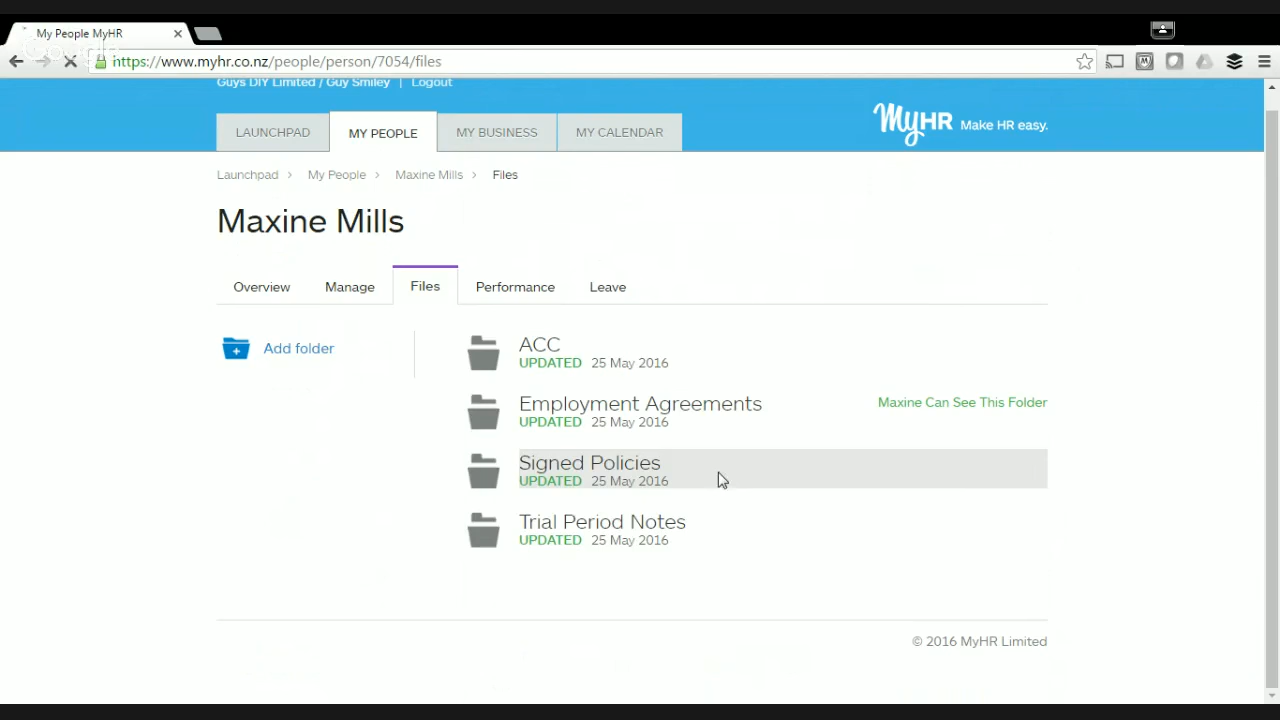 My People MyHR
https://www.myhr.co.nz/people/person/7054/files
Guys DIY Limited / Guy Smiley | Logout
LAUNCHPAD MY PEOPLE MY BUSINESS MY CALENDAR
MyHR Make HR easy.
Launchpad > My People > Maxine Mills > Files
Maxine Mills
Overview Manage Files Performance Leave
Add folder
ACC
UPDATED 25 May 2016
Employment Agreements
Maxine Can See This Folder
UPDATED 25 May 2016
Signed Policies
UPDATED 25 May 2016
Trial Period Notes
UPDATED 25 May 2016
© 2016 MyHR Limited